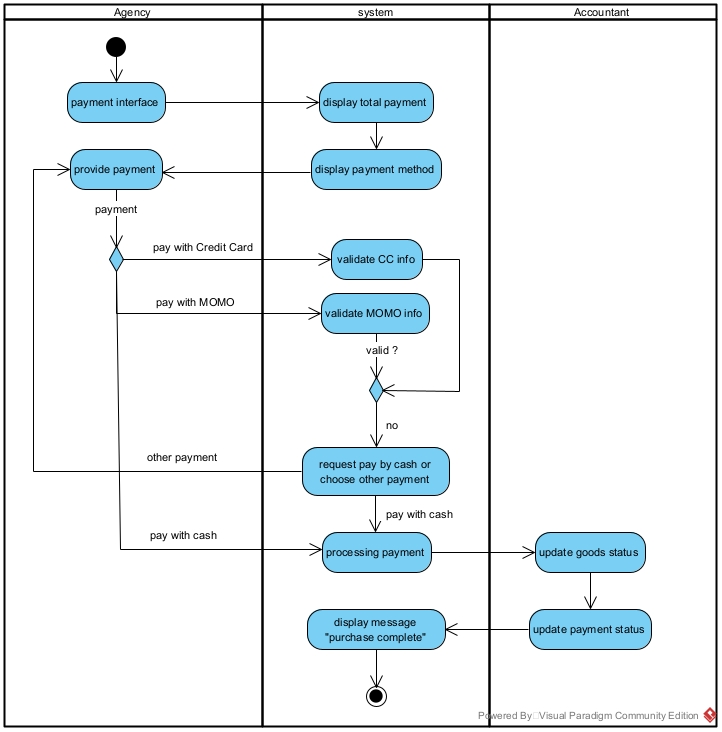 Agency
system
Accountant
payment interface
display total payment
provide payment
display payment method
payment
pay with Credit Card
validate CC info
pay with MOMO
validate MOMO info
valid ?
no
other payment
request pay by cash or
choose other payment
pay with cash
pay with cash
processing payment
update goods status
display message
"purchase complete"
update payment status
Powered By Visual Paradigm Community Edition